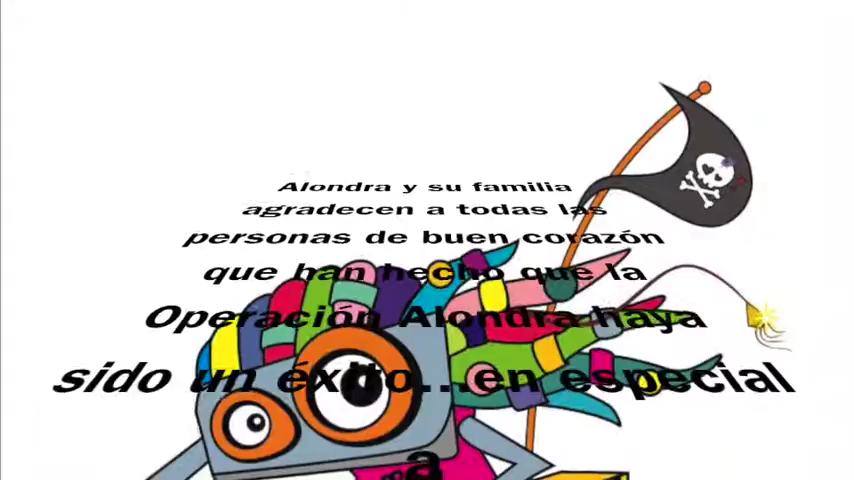 Alondra y su familia
agradecen a todas las
personas de buen corazón
que han hecho que la
Operación Alondra haya
sido un éxito...en especial
a